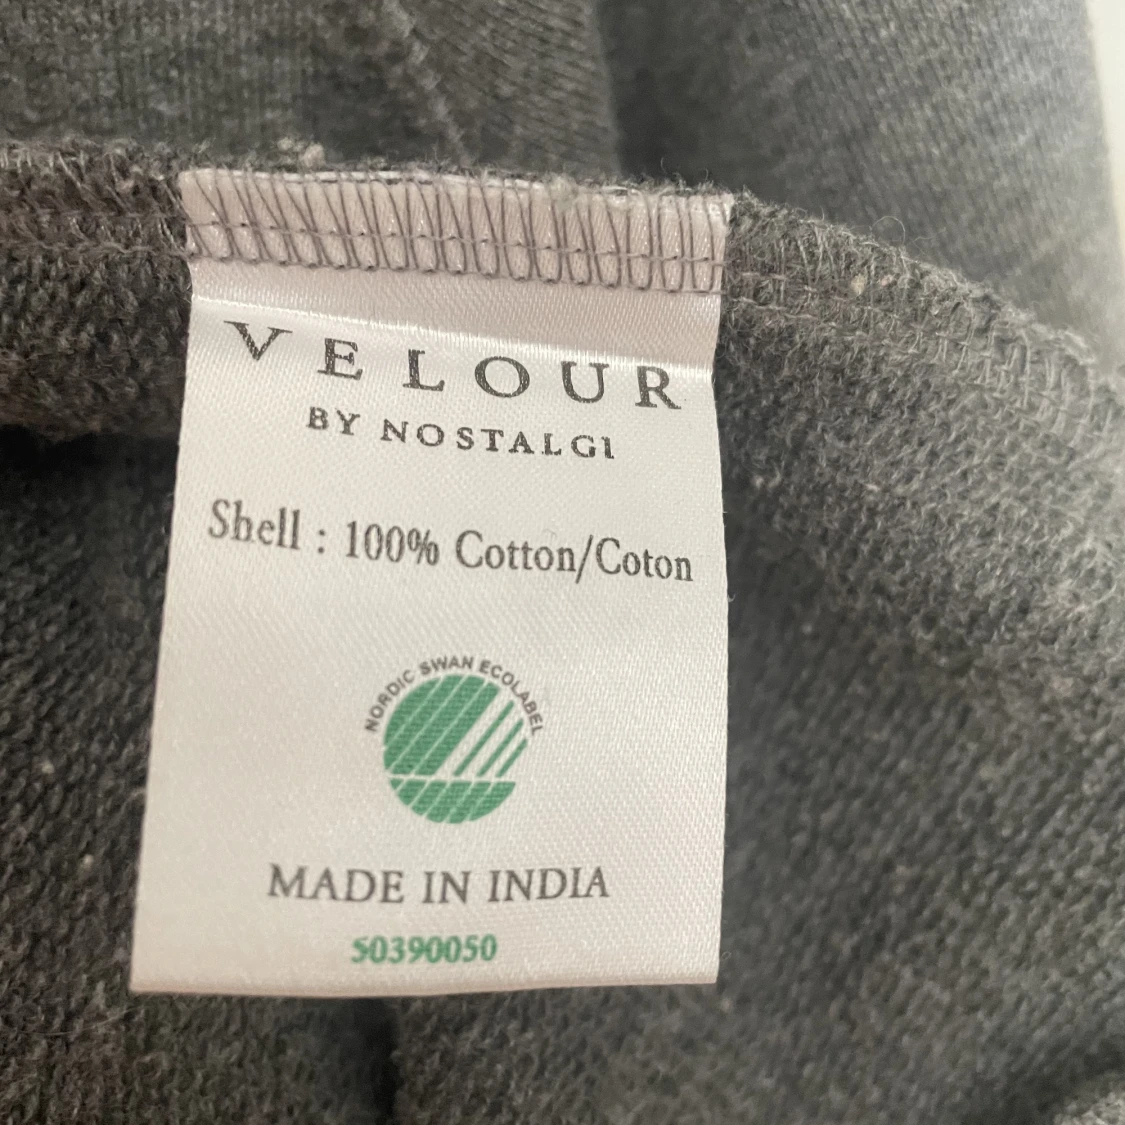 VELOUR
BY NOSTALGI
Shell : 100% Cotton/Coton
NORDIC SWAN ECOLABEL
MADE IN INDIA
50390050